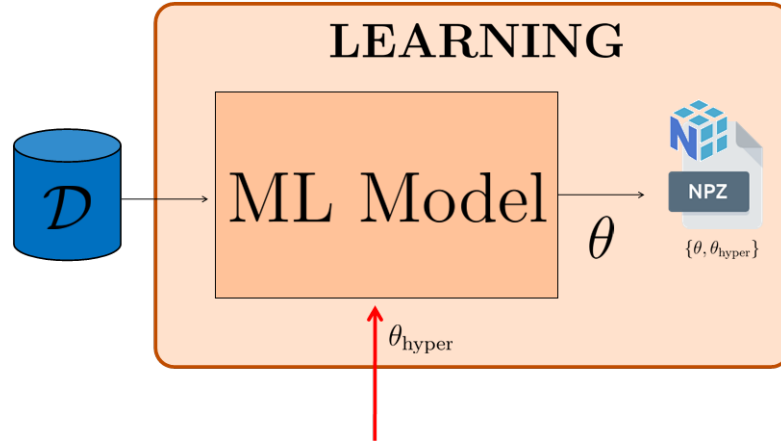 LEARNING
𝒟
ML Model
θ
N
NPZ
{θ, θ_hyper}
θ_hyper